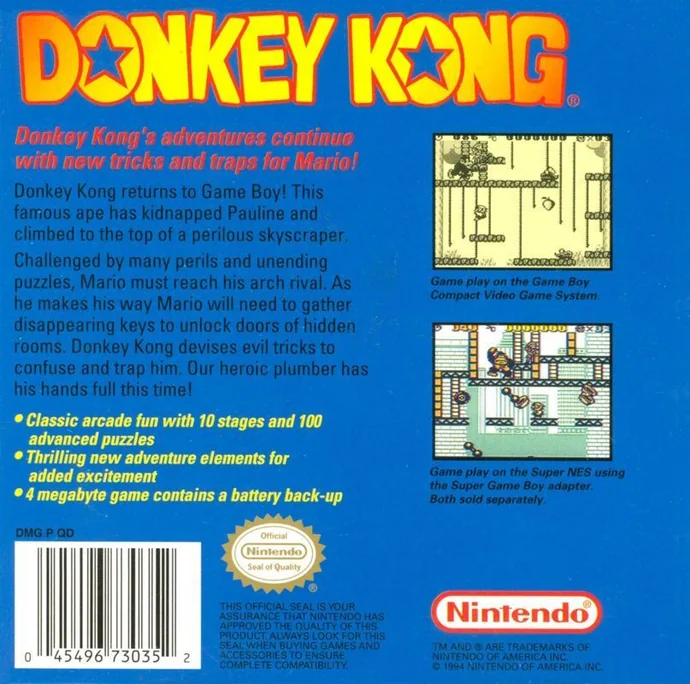 DONKEY KONG®
Donkey Kong's adventures continue
with new tricks and traps for Mario!
Donkey Kong returns to Game Boy! This
famous ape has kidnapped Pauline and
climbed to the top of a perilous skyscraper.
Challenged by many perils and unending
puzzles, Mario must reach his arch rival. As
he makes his way Mario will need to gather
disappearing keys to unlock doors of hidden
rooms. Donkey Kong devises evil tricks to
confuse and trap him. Our heroic plumber has
his hands full this time!
• Classic arcade fun with 10 stages and 100
advanced puzzles
• Thrilling new adventure elements for
added excitement
• 4 megabyte game contains a battery back-up
Game play on the Game Boy
Compact Video Game System.
Game play on the Super NES using
the Super Game Boy adapter.
Both sold separately.
DMG P QD
0 45496 73035 2
Official
Nintendo
Seal of Quality
®
THIS OFFICIAL SEAL IS YOUR
ASSURANCE THAT NINTENDO HAS
APPROVED THE QUALITY OF THIS
PRODUCT. ALWAYS LOOK FOR THIS
SEAL WHEN BUYING GAMES AND
ACCESSORIES TO ENSURE
COMPLETE COMPATIBILITY.
Nintendo®
TM AND ® ARE TRADEMARKS OF
NINTENDO OF AMERICA INC.
© 1994 NINTENDO OF AMERICA INC.